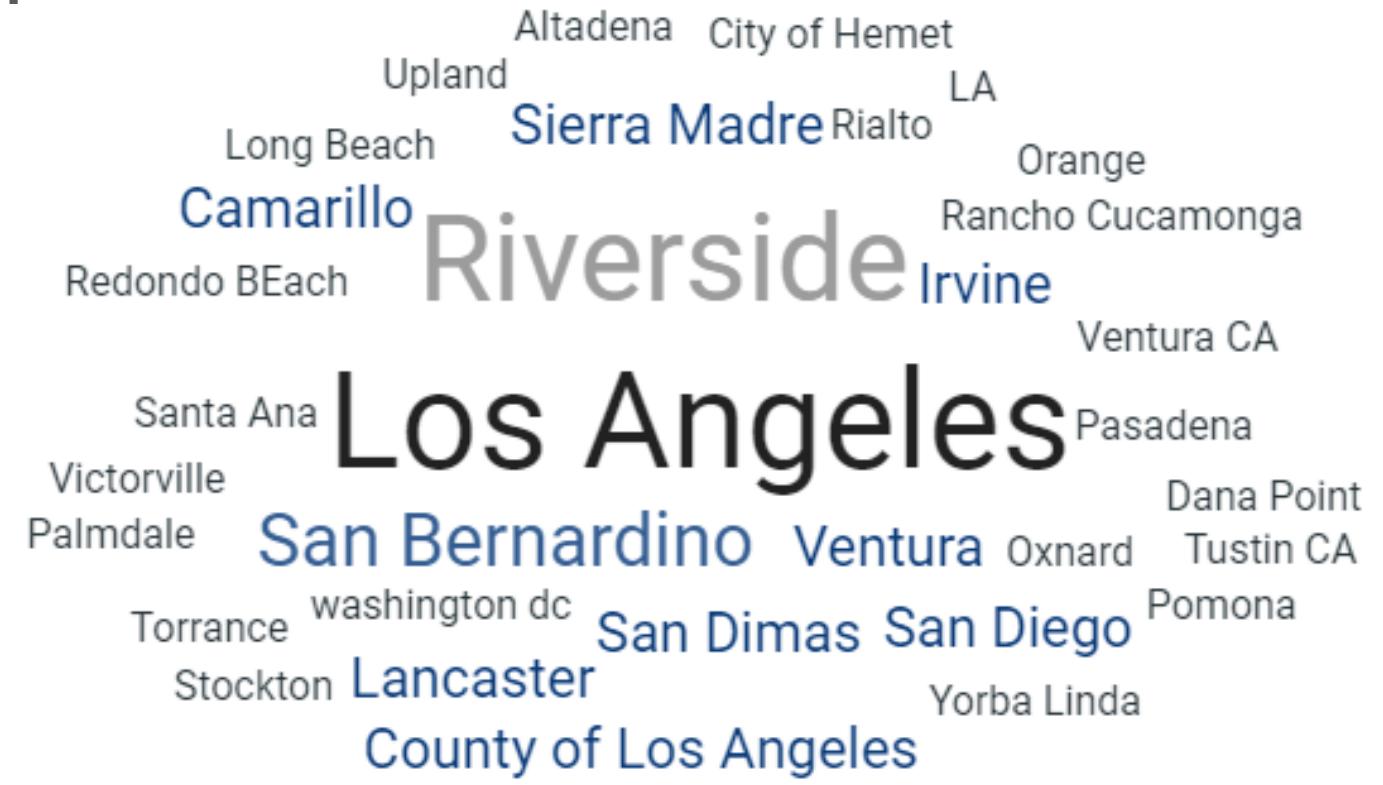 Altadena
City of Hemet
Upland
LA
Sierra Madre
Rialto
Long Beach
Orange
Camarillo
Rancho Cucamonga
Riverside
Redondo BEach
Irvine
Ventura CA
Santa Ana
Los Angeles
Pasadena
Victorville
Dana Point
Palmdale
San Bernardino
Ventura
Oxnard
Tustin CA
washington dc
Pomona
Torrance
San Dimas
San Diego
Stockton
Lancaster
Yorba Linda
County of Los Angeles